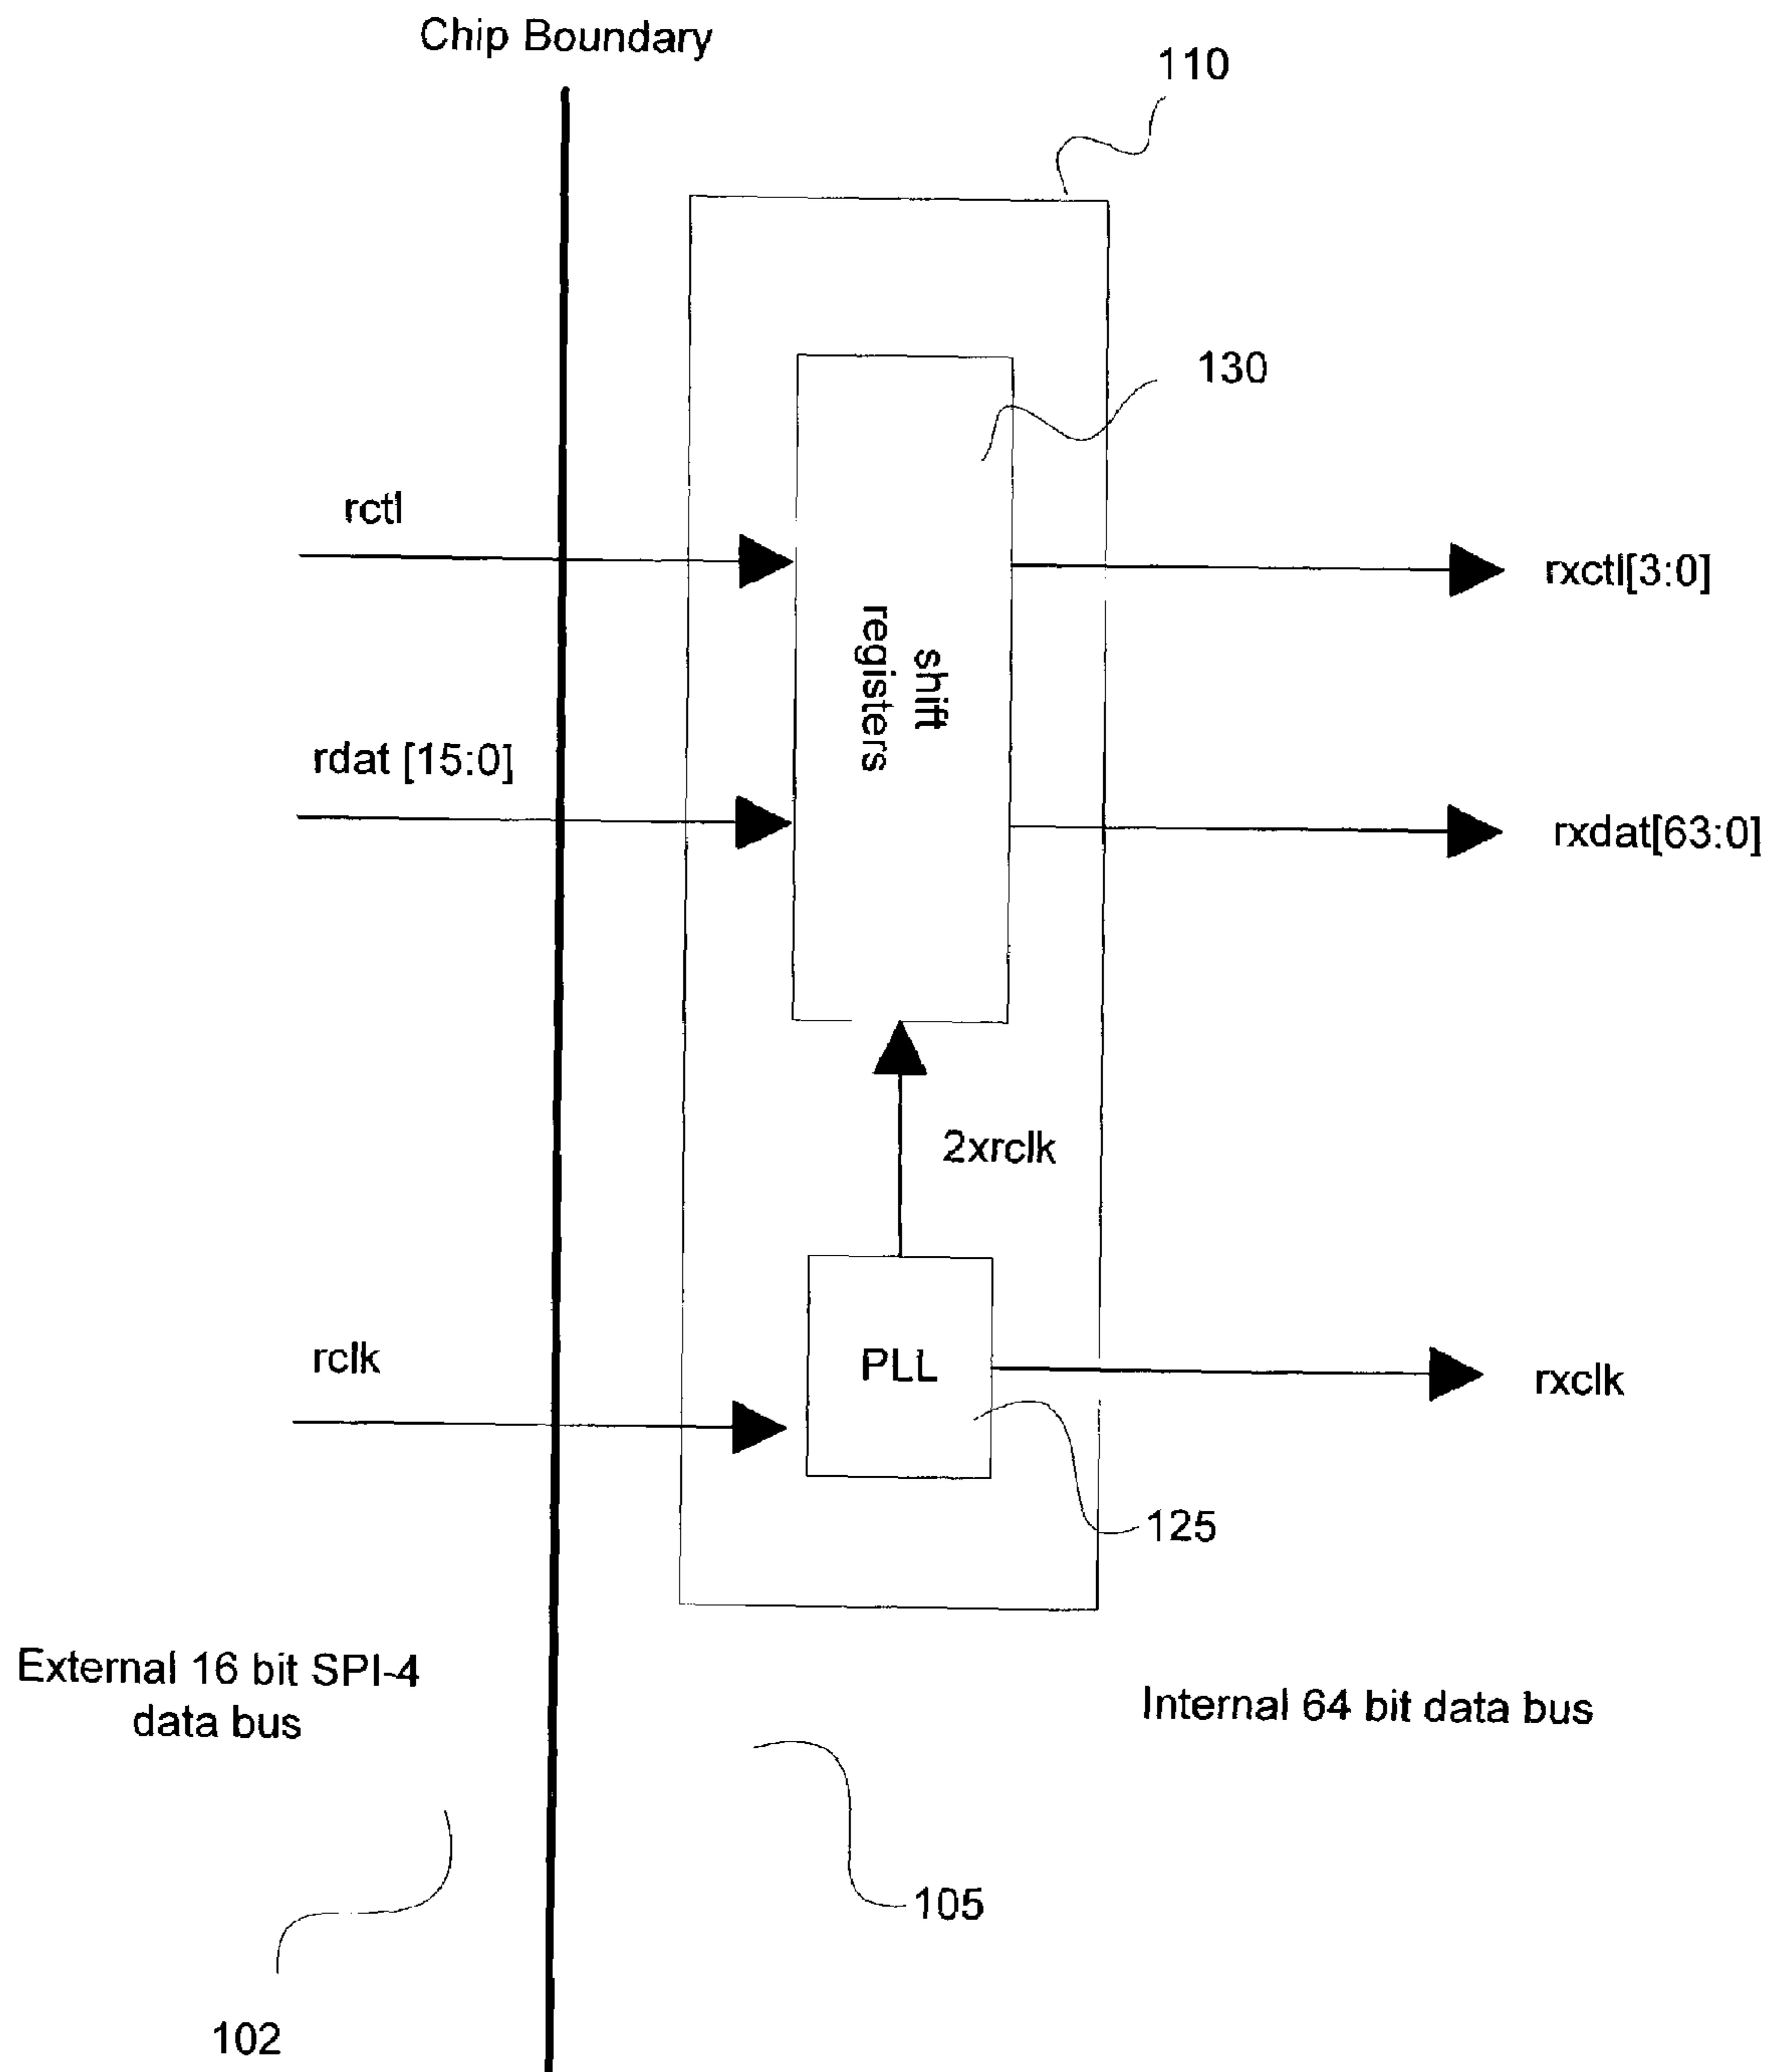 Chip Boundary
110
130
rctl
rxctl[3:0]
shift
registers
rdat [15:0]
rxdat[63:0]
2xrclk
rclk
PLL
rxclk
125
External 16 bit SPI-4
data bus
Internal 64 bit data bus
105
102